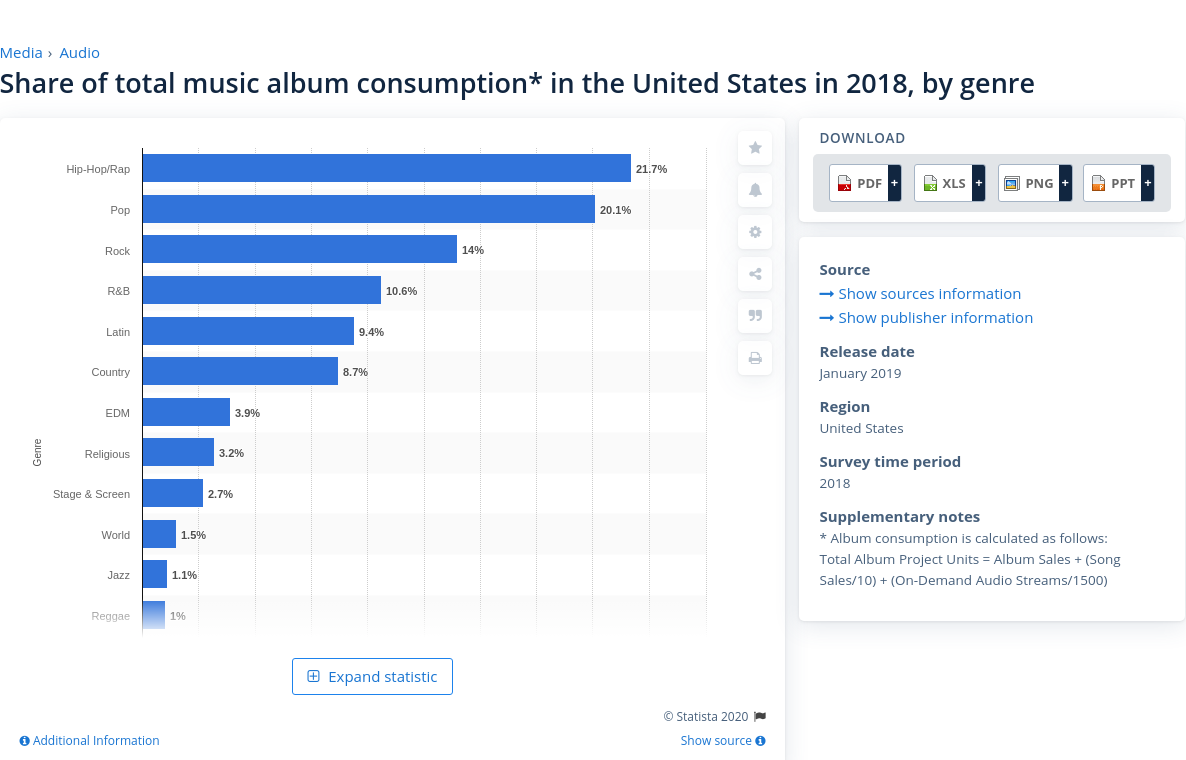 Media › Audio
Share of total music album consumption* in the United States in 2018, by genre
Genre
Hip-Hop/Rap 21.7%
Pop 20.1%
Rock 14%
R&B 10.6%
Latin 9.4%
Country 8.7%
EDM 3.9%
Religious 3.2%
Stage & Screen 2.7%
World 1.5%
Jazz 1.1%
Reggae 1%
Expand statistic
© Statista 2020
Additional Information
Show source
DOWNLOAD
PDF + XLS + PNG + PPT +
Source
Show sources information
Show publisher information
Release date
January 2019
Region
United States
Survey time period
2018
Supplementary notes
* Album consumption is calculated as follows:
Total Album Project Units = Album Sales + (Song
Sales/10) + (On-Demand Audio Streams/1500)